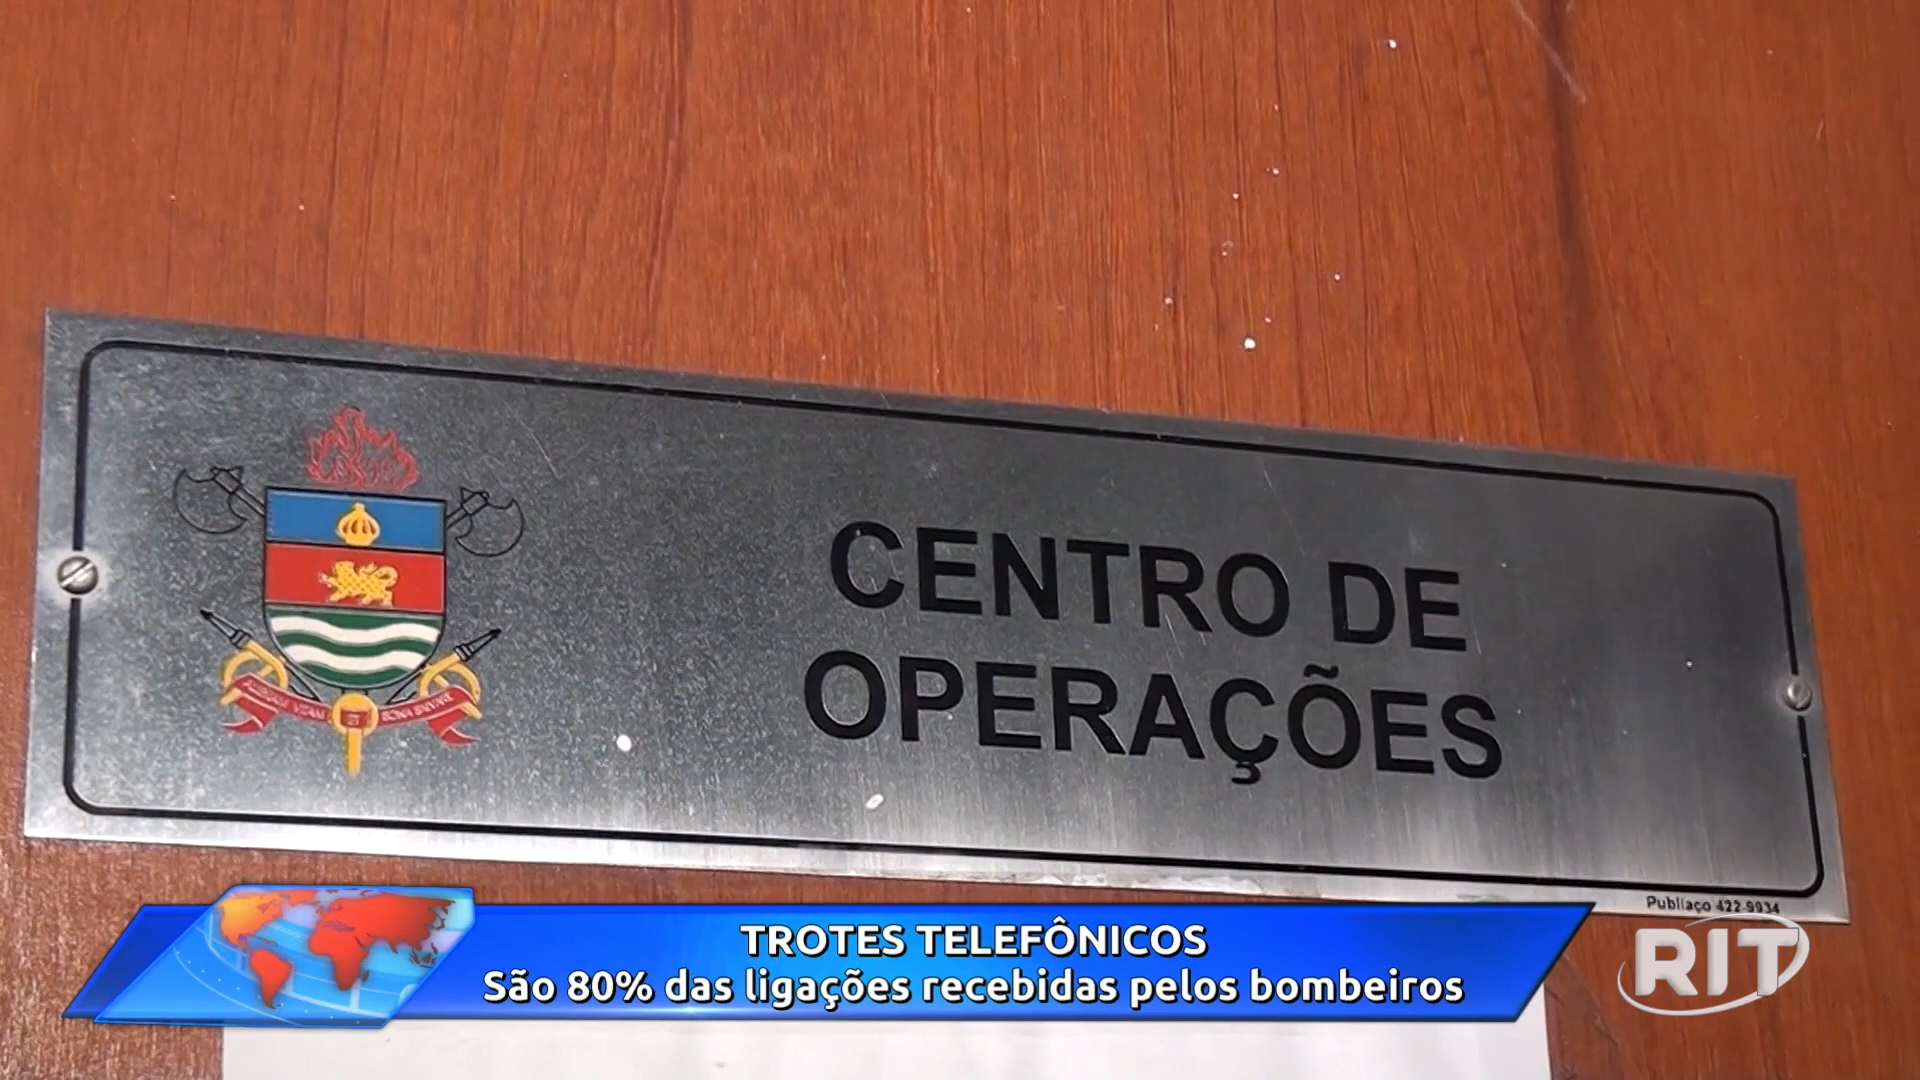 CENTRO DE
OPERAÇÕES
Publiaço 422-9934
TROTES TELEFÔNICOS
São 80% das ligações recebidas pelos bombeiros
RIT